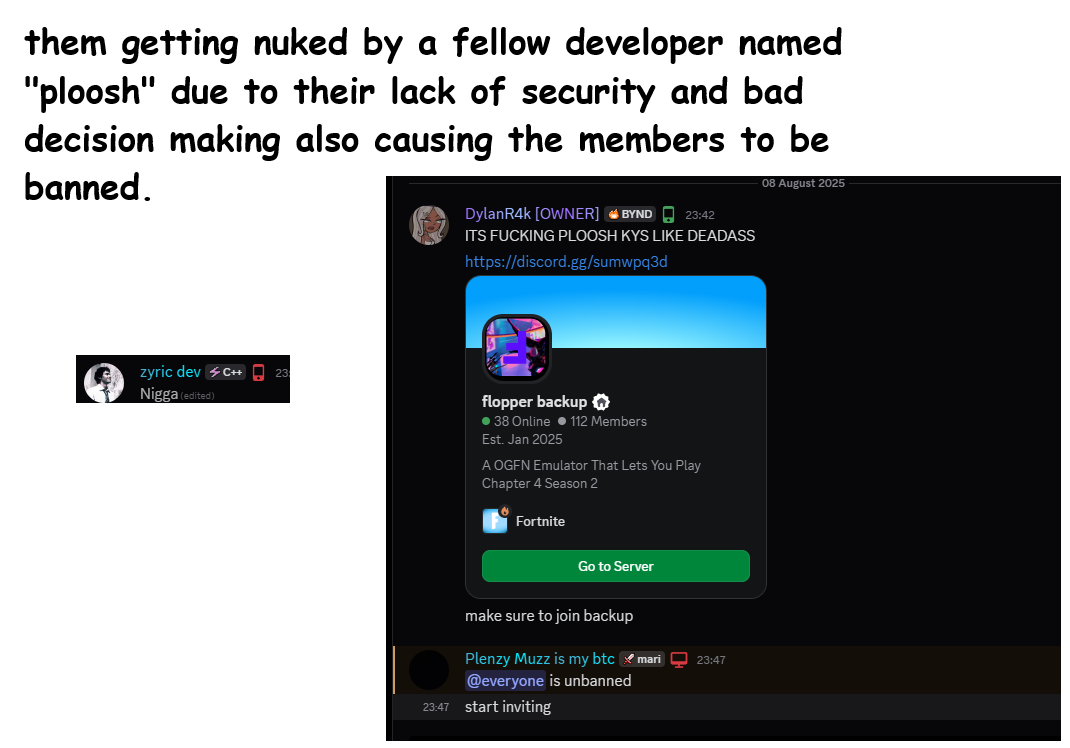 them getting nuked by a fellow developer named
"ploosh" due to their lack of security and bad
decision making also causing the members to be
banned.
08 August 2025
DylanR4k [OWNER] BYND 23:42
ITS FUCKING PLOOSH KYS LIKE DEADASS
https://discord.gg/sumwpq3d
flopper backup
38 Online 112 Members
Est. Jan 2025
A OGFN Emulator That Lets You Play
Chapter 4 Season 2
Fortnite
Go to Server
make sure to join backup
Plenzy Muzz is my btc mari 23:47
@everyone is unbanned
23:47 start inviting
zyric dev C++ 23:
Nigga (edited)